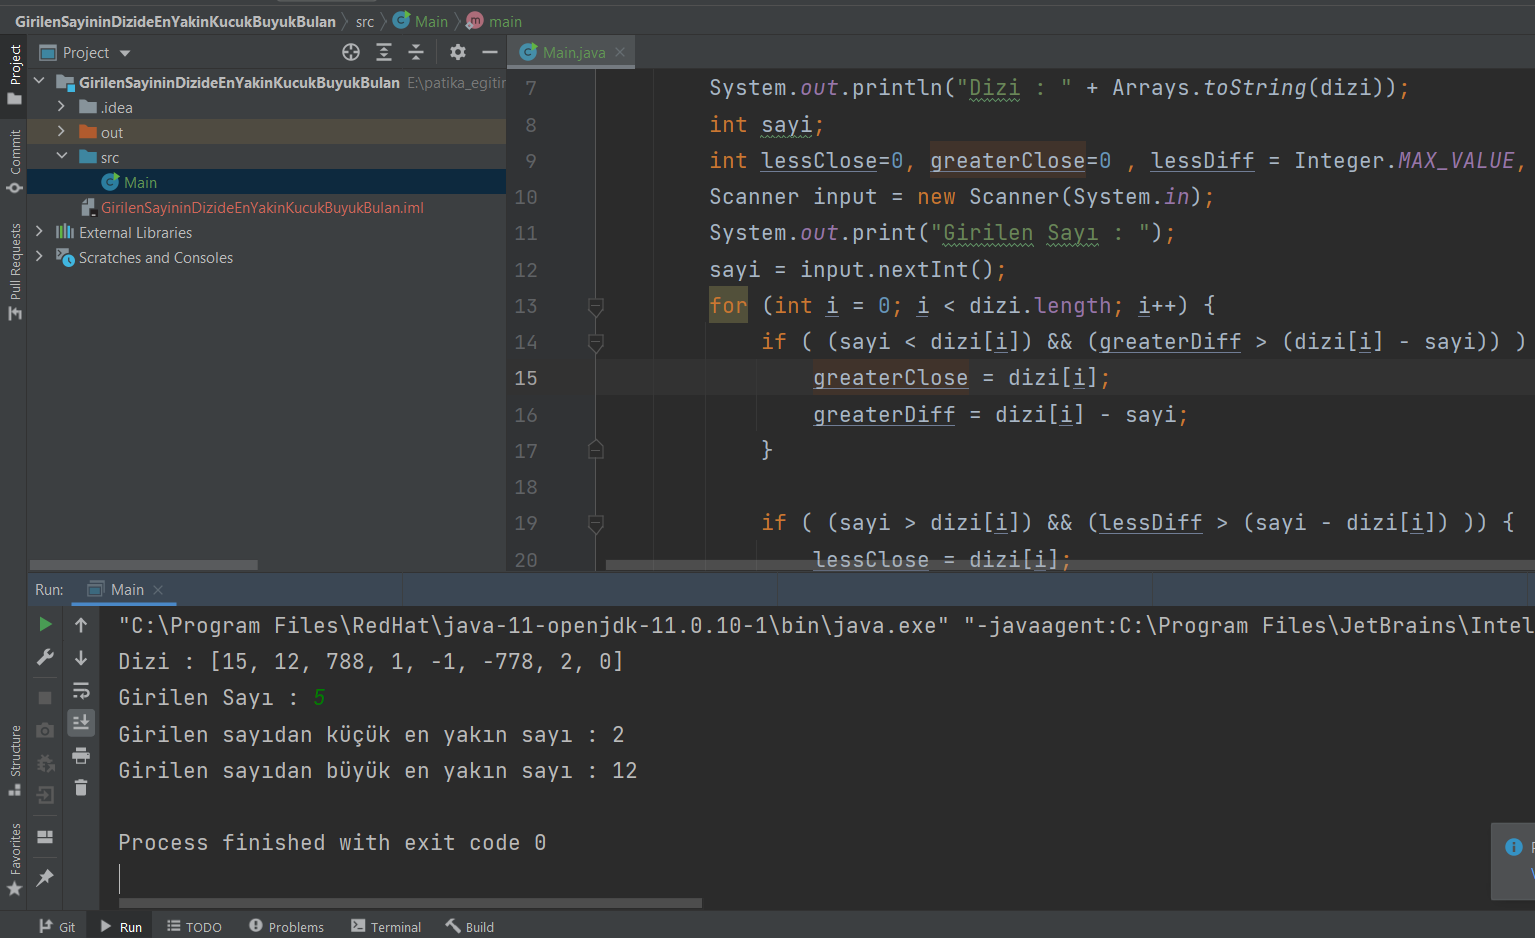 GirilenSayininDizideEnYakinKucukBuyukBulan src Main main
Project
Project
Main.java
GirilenSayininDizideEnYakinKucukBuyukBulan E:\patika_egitir
.idea
out
src
Main
GirilenSayininDizideEnYakinKucukBuyukBulan.iml
External Libraries
Scratches and Consoles
Commit
Pull Requests
7 System.out.println("Dizi : " + Arrays.toString(dizi));
8 int sayi;
9 int lessClose=0, greaterClose=0 , lessDiff = Integer.MAX_VALUE,
10 Scanner input = new Scanner(System.in);
11 System.out.print("Girilen Sayı : ");
12 sayi = input.nextInt();
13 for (int i = 0; i < dizi.length; i++) {
14 if ( (sayi < dizi[i]) && (greaterDiff > (dizi[i] - sayi)) )
15 greaterClose = dizi[i];
16 greaterDiff = dizi[i] - sayi;
17 }
18
19 if ( (sayi > dizi[i]) && (lessDiff > (sayi - dizi[i]) )) {
20 lessClose = dizi[i];
Run: Main
"C:\Program Files\RedHat\java-11-openjdk-11.0.10-1\bin\java.exe" "-javaagent:C:\Program Files\JetBrains\Intel
Dizi : [15, 12, 788, 1, -1, -778, 2, 0]
Girilen Sayı : 5
Girilen sayıdan küçük en yakın sayı : 2
Girilen sayıdan büyük en yakın sayı : 12
Process finished with exit code 0
Structure
Favorites
Git Run TODO Problems Terminal Build